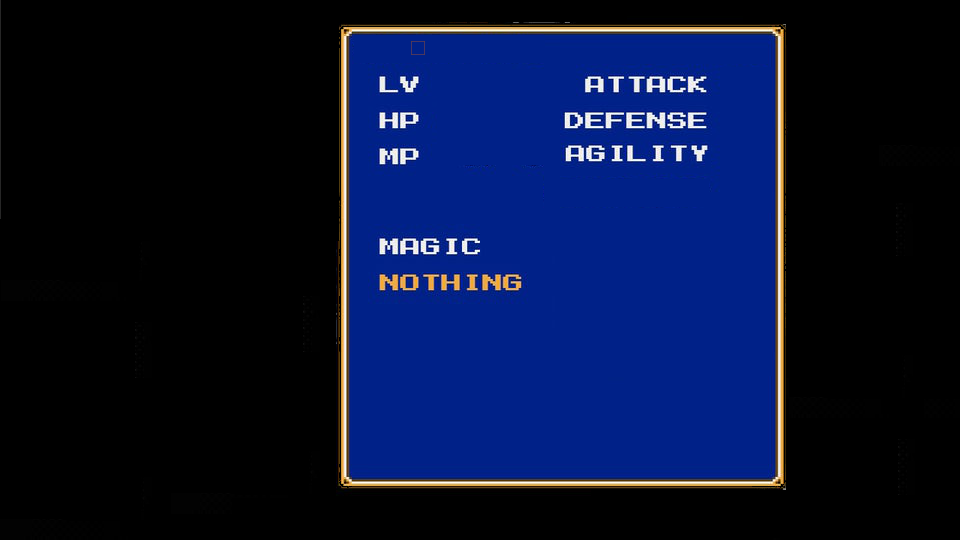 LV ATTACK
HP DEFENSE
MP AGILITY
MAGIC
NOTHING